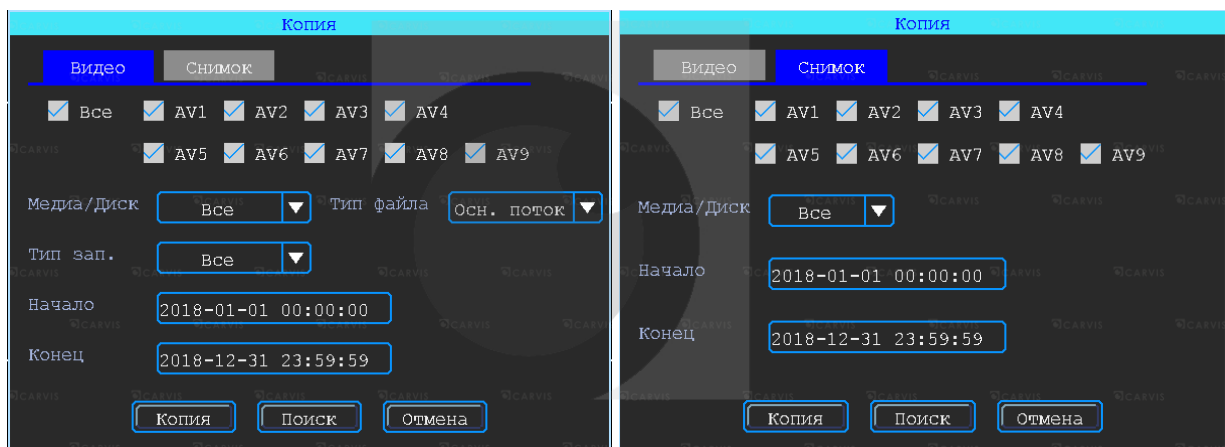 Копия
Видео Снимок
Все AV1 AV2 AV3 AV4
AV5 AV6 AV7 AV8 AV9
Медиа/Диск Все Тип файла Осн. поток
Тип зап. Все
Начало 2018-01-01 00:00:00
Конец 2018-12-31 23:59:59
Копия Поиск Отмена
Копия
Видео Снимок
Все AV1 AV2 AV3 AV4
AV5 AV6 AV7 AV8 AV9
Медиа/Диск Все
Начало 2018-01-01 00:00:00
Конец 2018-12-31 23:59:59
Копия Поиск Отмена
CARVIS